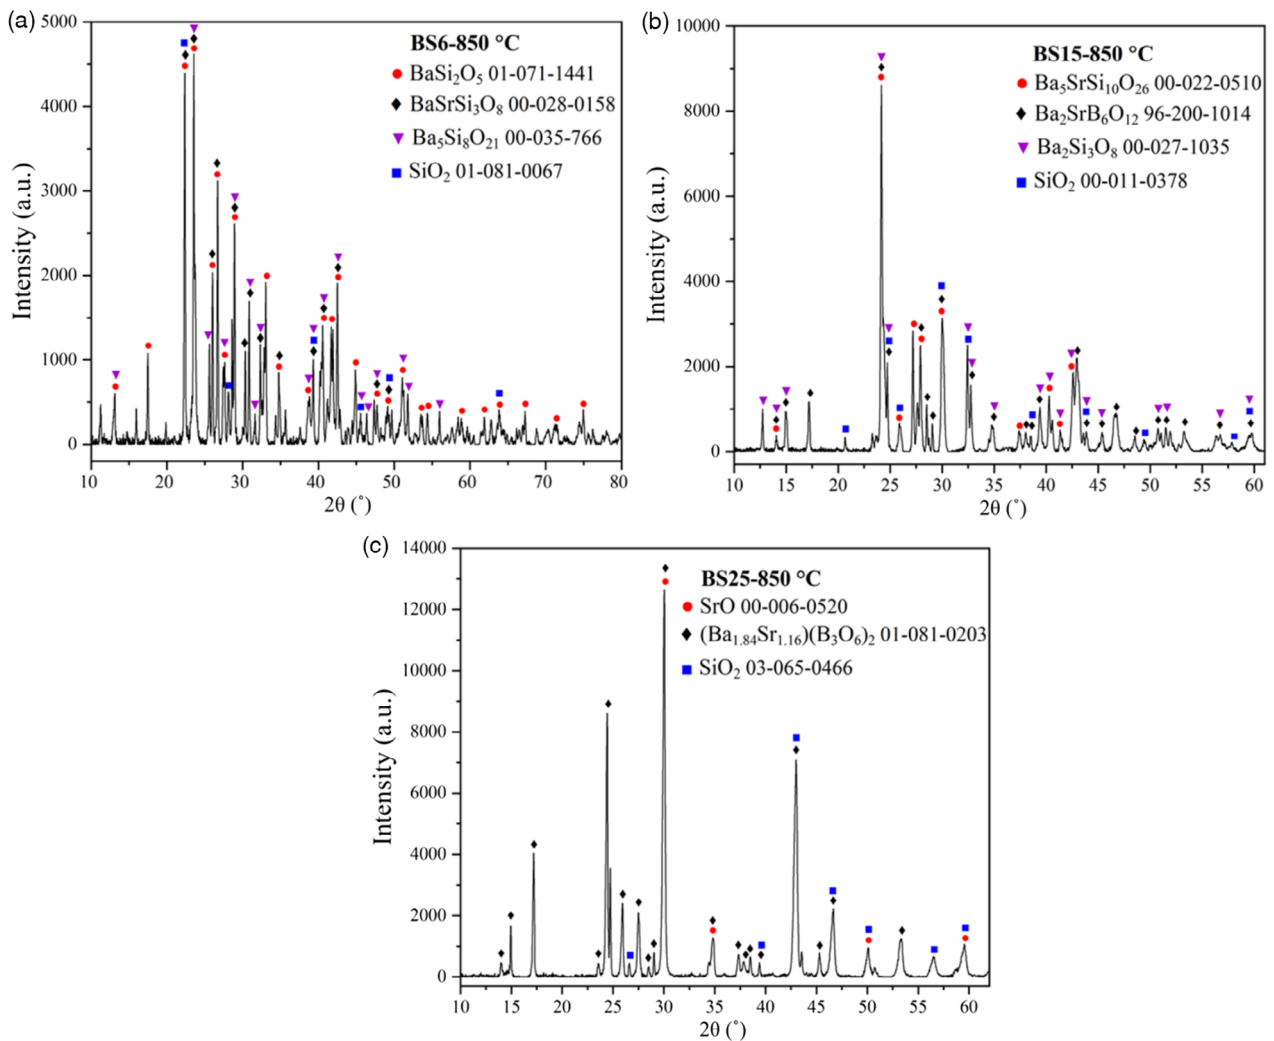 (a)
5000
4000
3000
2000
1000
0
Intensity (a.u.)
BS6-850 °C
BaSi₂O₅ 01-071-1441
BaSrSi₃O₈ 00-028-0158
Ba₅Si₈O₂₁ 00-035-766
SiO₂ 01-081-0067
10 20 30 40 50 60 70 80
2θ (°)
(b)
10000
8000
6000
4000
2000
0
Intensity (a.u.)
BS15-850 °C
Ba₅SrSi₁₀O₂₆ 00-022-0510
Ba₂SrB₆O₁₂ 96-200-1014
Ba₂Si₃O₈ 00-027-1035
SiO₂ 00-011-0378
10 15 20 25 30 35 40 45 50 55 60
2θ (°)
(c)
14000
12000
10000
8000
6000
4000
2000
0
Intensity (a.u.)
BS25-850 °C
SrO 00-006-0520
(Ba₁.₈₄Sr₁.₁₆)(B₃O₆)₂ 01-081-0203
SiO₂ 03-065-0466
10 15 20 25 30 35 40 45 50 55 60
2θ (°)